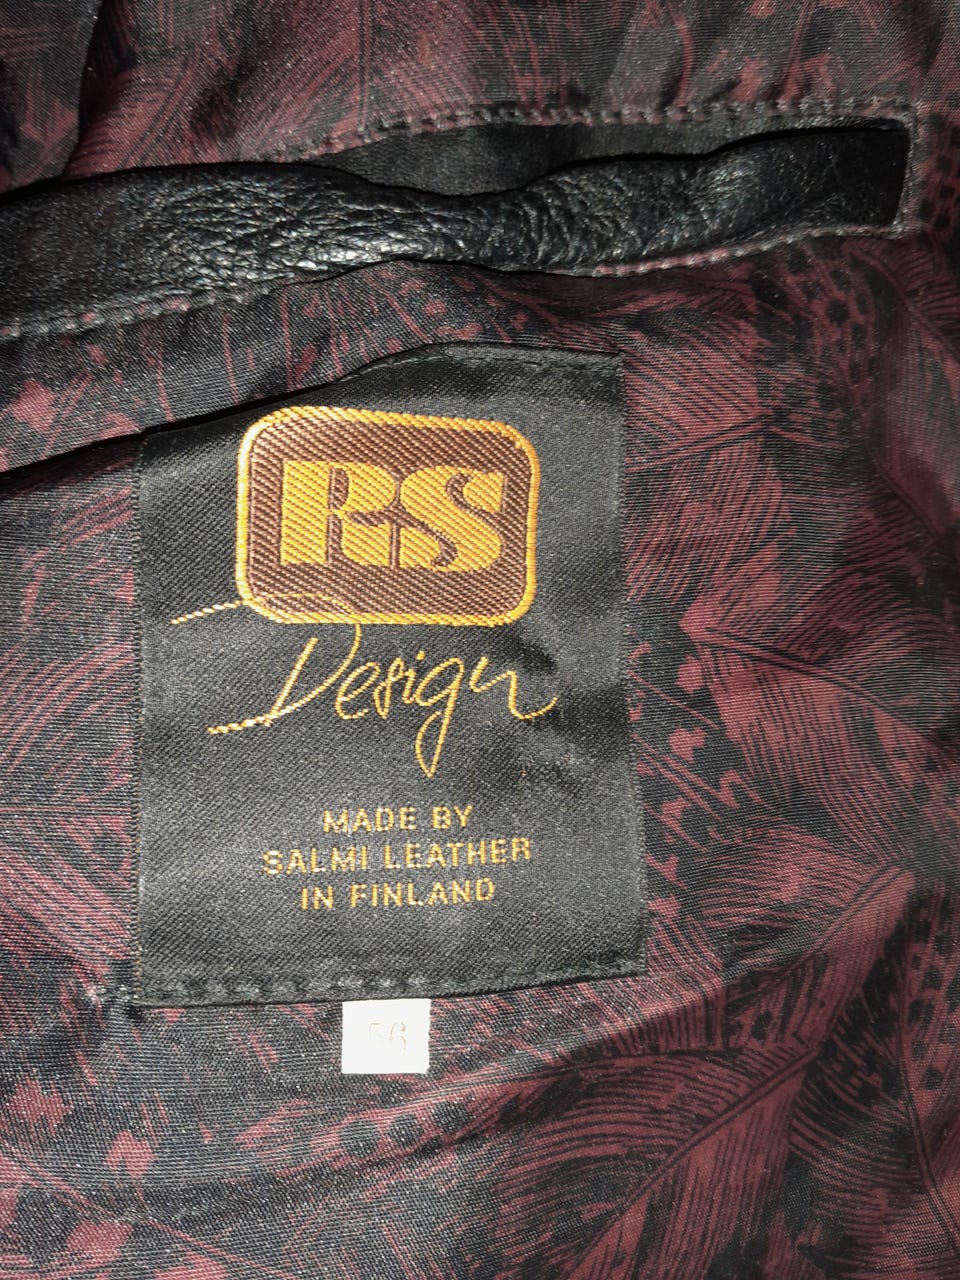 RS
Design
MADE BY
SALMI LEATHER
IN FINLAND
56